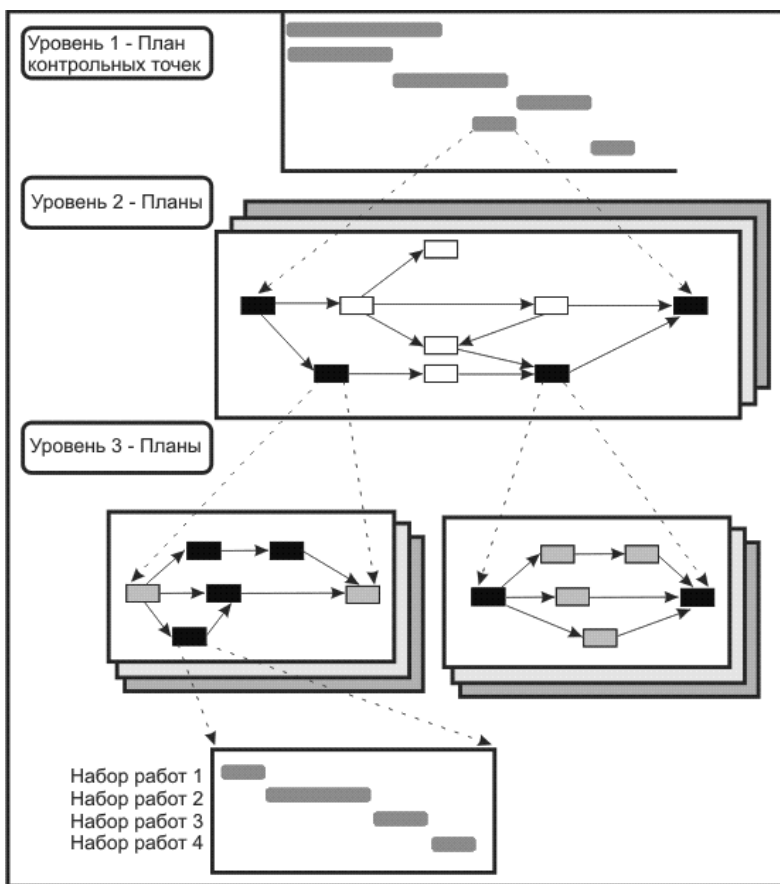 Уровень 1 - План
контрольных точек
Уровень 2 - Планы
Уровень 3 - Планы
Набор работ 1
Набор работ 2
Набор работ 3
Набор работ 4